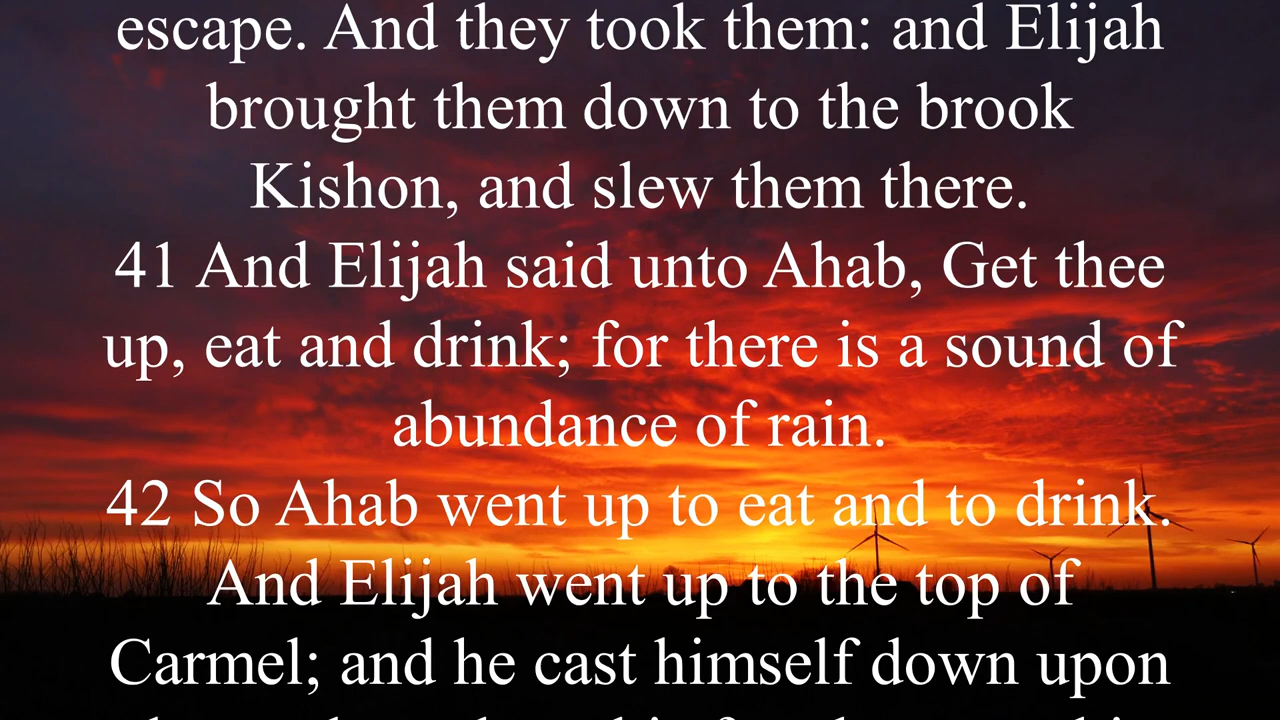 escape. And they took them: and Elijah
brought them down to the brook
Kishon, and slew them there.
41 And Elijah said unto Ahab, Get thee
up, eat and drink; for there is a sound of
abundance of rain.
42 So Ahab went up to eat and to drink.
And Elijah went up to the top of
Carmel; and he cast himself down upon